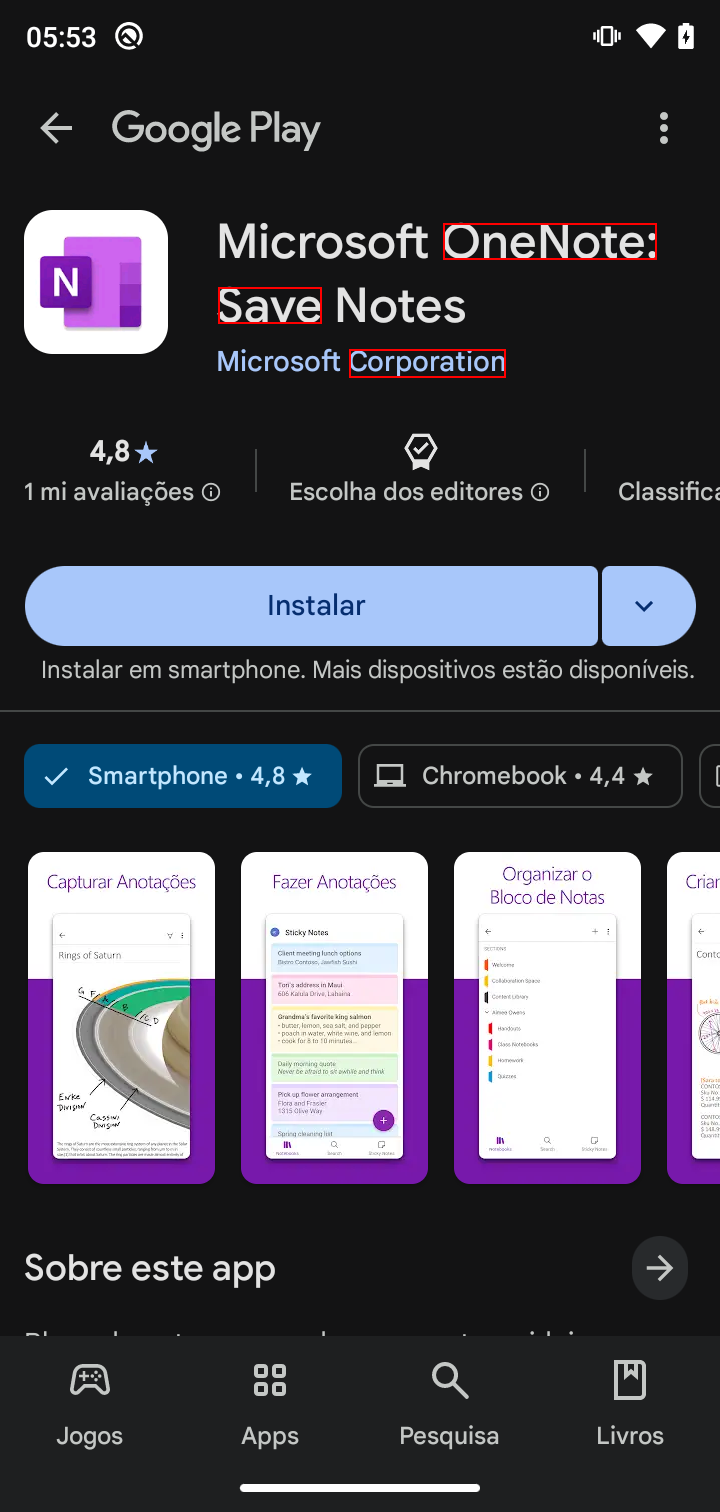 05:53
Google Play
Microsoft OneNote:
Save Notes
Microsoft Corporation
4,8
1 mi avaliações
Escolha dos editores
Instalar
Instalar em smartphone. Mais dispositivos estão disponíveis.
Smartphone • 4,8
Chromebook • 4,4
Capturar Anotações
Rings of Saturn
G F A B C D
ENKE
DIVISION
CASSINI
DIVISION
Fazer Anotações
Sticky Notes
Client meeting lunch options
Bistro Contoso, Jawfish Sushi
Tori's address in Maui
606 Kalula Drive, Lahaina
Grandma's favorite king salmon
• butter, lemon, sea salt, and pepper
• poach in water, white wine, and lemon
• cook for 8 to 10 minutes...
Daily morning quote
Never be afraid to sit awhile and think
Pick up flower arrangement
Flora and Frasier
1315 Olive Way
Spring cleaning list
Notebooks
Search
Sticky Notes
Organizar o
Bloco de Notas
SECTIONS
Welcome
Collaboration Space
Content Library
Aimee Owens
Handouts
Class Notebooks
Homework
Quizzes
Notebooks
Search
Sticky Notes
Sobre este app
Jogos
Apps
Pesquisa
Livros